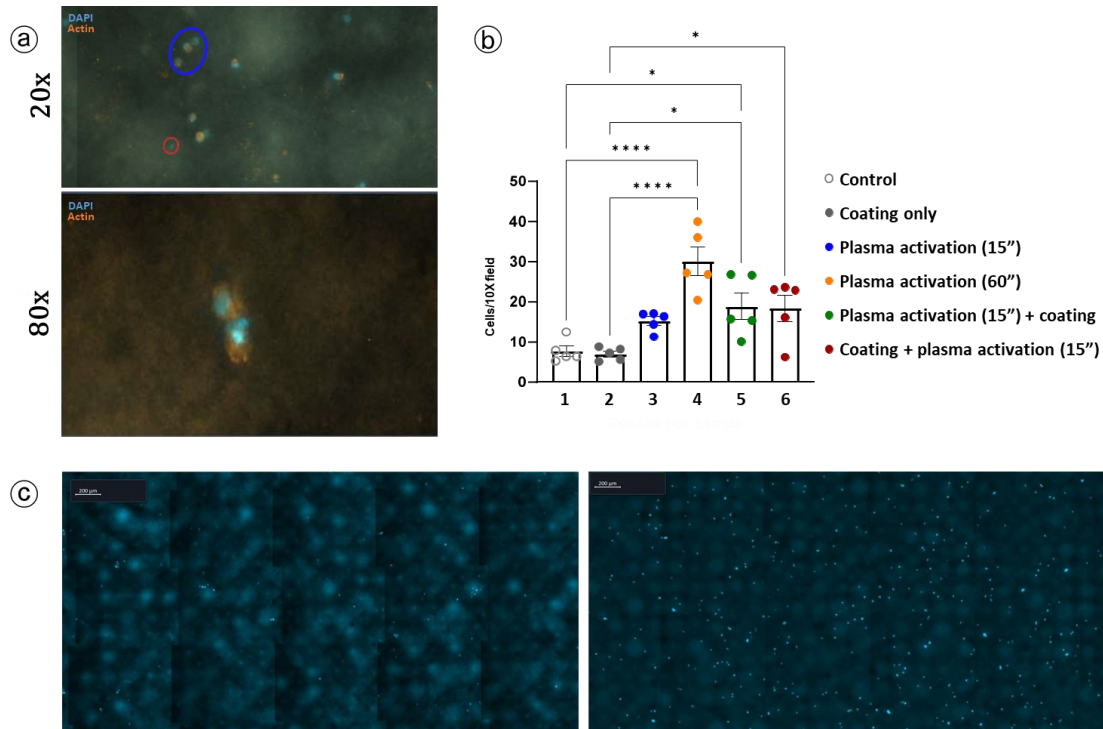 a
20x
DAPI
Actin
80x
DAPI
Actin
b
*
*
*
****
****
Cells/10X field
50
40
30
20
10
0
1 2 3 4 5 6
Control
Coating only
Plasma activation (15”)
Plasma activation (60”)
Plasma activation (15”) + coating
Coating + plasma activation (15”)
c
200 µm
200 µm